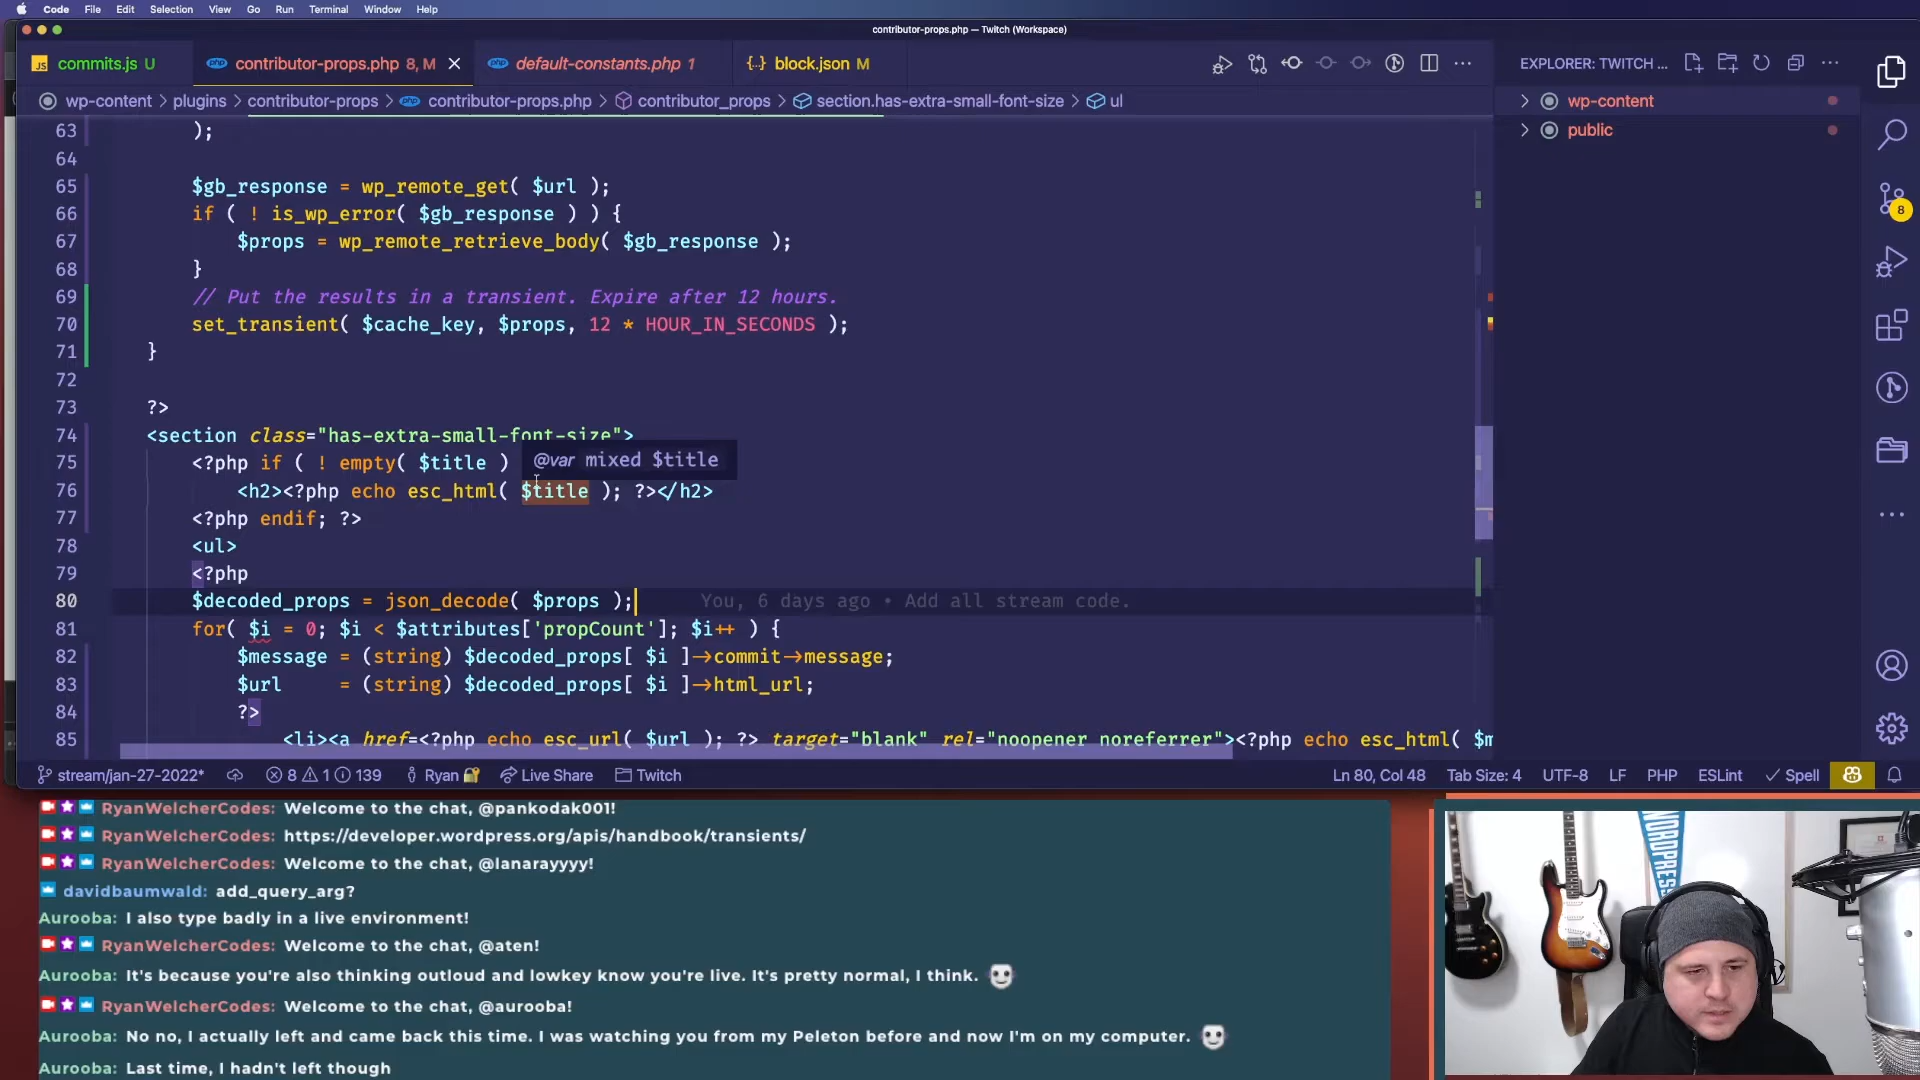 Code File Edit Selection View Go Run Terminal Window Help
contributor-props.php — Twitch (Workspace)
JS commits.js U
php contributor-props.php 8, M
php default-constants.php 1
{} block.json M
EXPLORER: TWITCH ...
wp-content > plugins > contributor-props > php contributor-props.php > contributor_props > section.has-extra-small-font-size > ul
wp-content
public
8
63 );
64
65 $gb_response = wp_remote_get( $url );
66 if ( ! is_wp_error( $gb_response ) ) {
67 $props = wp_remote_retrieve_body( $gb_response );
68 }
69 // Put the results in a transient. Expire after 12 hours.
70 set_transient( $cache_key, $props, 12 * HOUR_IN_SECONDS );
71 }
72
73 ?>
74 <section class="has-extra-small-font-size">
75 <?php if ( ! empty( $title )
@var mixed $title
76 <h2><?php echo esc_html( $title ); ?></h2>
77 <?php endif; ?>
78 <ul>
79 <?php
80 $decoded_props = json_decode( $props ); You, 6 days ago • Add all stream code.
81 for( $i = 0; $i < $attributes['propCount']; $i++ ) {
82 $message = (string) $decoded_props[ $i ]->commit->message;
83 $url = (string) $decoded_props[ $i ]->html_url;
84 ?>
85 <li><a href=<?php echo esc_url( $url ); ?> target="blank" rel="noopener noreferrer"><?php echo esc_html( $m
stream/jan-27-2022* 8 1 139 Ryan Live Share Twitch Ln 80, Col 48 Tab Size: 4 UTF-8 LF PHP ESLint Spell
RyanWelcherCodes: Welcome to the chat, @pankodak001!
RyanWelcherCodes: https://developer.wordpress.org/apis/handbook/transients/
RyanWelcherCodes: Welcome to the chat, @lanarayyyy!
davidbaumwald: add_query_arg?
Aurooba: I also type badly in a live environment!
RyanWelcherCodes: Welcome to the chat, @aten!
Aurooba: It's because you're also thinking outloud and lowkey know you're live. It's pretty normal, I think.
RyanWelcherCodes: Welcome to the chat, @aurooba!
Aurooba: No no, I actually left and came back this time. I was watching you from my Peleton before and now I'm on my computer.
Aurooba: Last time, I hadn't left though
WORDPRESS